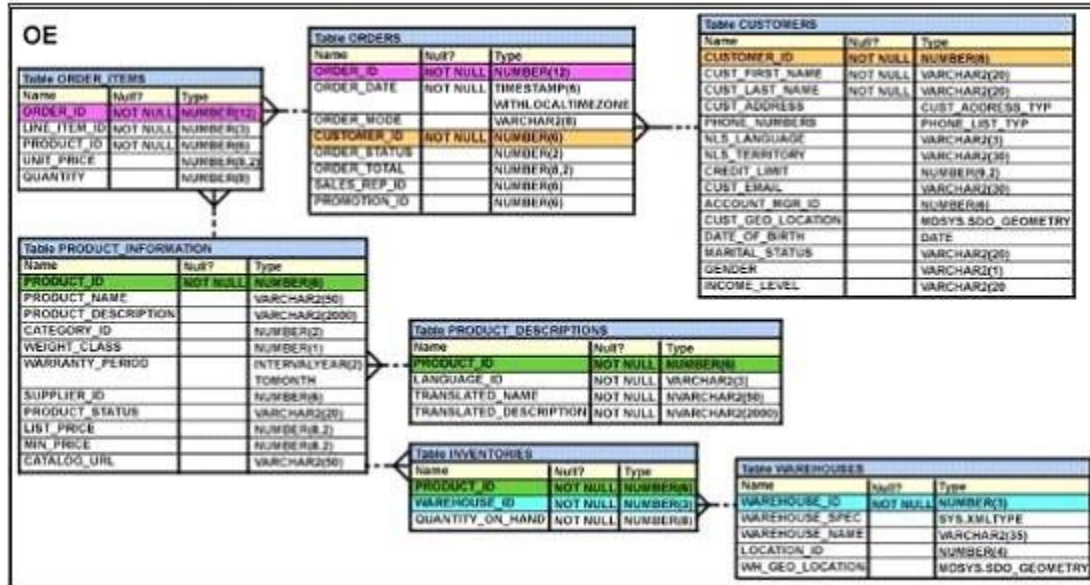 OE
Table ORDER_ITEMS
Name Null? Type
ORDER_ID NOT NULL NUMBER(12)
LINE_ITEM_ID NOT NULL NUMBER(3)
PRODUCT_ID NOT NULL NUMBER(6)
UNIT_PRICE NUMBER(8,2)
QUANTITY NUMBER(8)
Table ORDERS
Name Null? Type
ORDER_ID NOT NULL NUMBER(12)
ORDER_DATE NOT NULL TIMESTAMP(6)
WITHLOCALTIMEZONE
ORDER_MODE VARCHAR2(8)
CUSTOMER_ID NOT NULL NUMBER(6)
ORDER_STATUS NUMBER(2)
ORDER_TOTAL NUMBER(8,2)
SALES_REP_ID NUMBER(6)
PROMOTION_ID NUMBER(6)
Table CUSTOMERS
Name Null? Type
CUSTOMER_ID NOT NULL NUMBER(6)
CUST_FIRST_NAME NOT NULL VARCHAR2(20)
CUST_LAST_NAME NOT NULL VARCHAR2(20)
CUST_ADDRESS CUST_ADDRESS_TYP
PHONE_NUMBERS PHONE_LIST_TYP
NLS_LANGUAGE VARCHAR2(3)
NLS_TERRITORY VARCHAR2(30)
CREDIT_LIMIT NUMBER(9,2)
CUST_EMAIL VARCHAR2(30)
ACCOUNT_MGR_ID NUMBER(6)
CUST_GEO_LOCATION MDSYS.SDO_GEOMETRY
DATE_OF_BIRTH DATE
MARITAL_STATUS VARCHAR2(20)
GENDER VARCHAR2(1)
INCOME_LEVEL VARCHAR2(20
Table PRODUCT_INFORMATION
Name Null? Type
PRODUCT_ID NOT NULL NUMBER(6)
PRODUCT_NAME VARCHAR2(50)
PRODUCT_DESCRIPTION VARCHAR2(2000)
CATEGORY_ID NUMBER(2)
WEIGHT_CLASS NUMBER(1)
WARRANTY_PERIOD INTERVALYEAR(2)
TOMONTH
SUPPLIER_ID NUMBER(6)
PRODUCT_STATUS VARCHAR2(20)
LIST_PRICE NUMBER(8,2)
MIN_PRICE NUMBER(8,2)
CATALOG_URL VARCHAR2(50)
Table PRODUCT_DESCRIPTIONS
Name Null? Type
PRODUCT_ID NOT NULL NUMBER(6)
LANGUAGE_ID NOT NULL VARCHAR2(3)
TRANSLATED_NAME NOT NULL NVARCHAR2(50)
TRANSLATED_DESCRIPTION NOT NULL NVARCHAR2(2000)
Table INVENTORIES
Name Null? Type
PRODUCT_ID NOT NULL NUMBER(6)
WAREHOUSE_ID NOT NULL NUMBER(3)
QUANTITY_ON_HAND NOT NULL NUMBER(8)
Table WAREHOUSES
Name Null? Type
WAREHOUSE_ID NOT NULL NUMBER(3)
WAREHOUSE_SPEC SYS.XMLTYPE
WAREHOUSE_NAME VARCHAR2(35)
LOCATION_ID NUMBER(4)
WH_GEO_LOCATION MDSYS.SDO_GEOMETRY